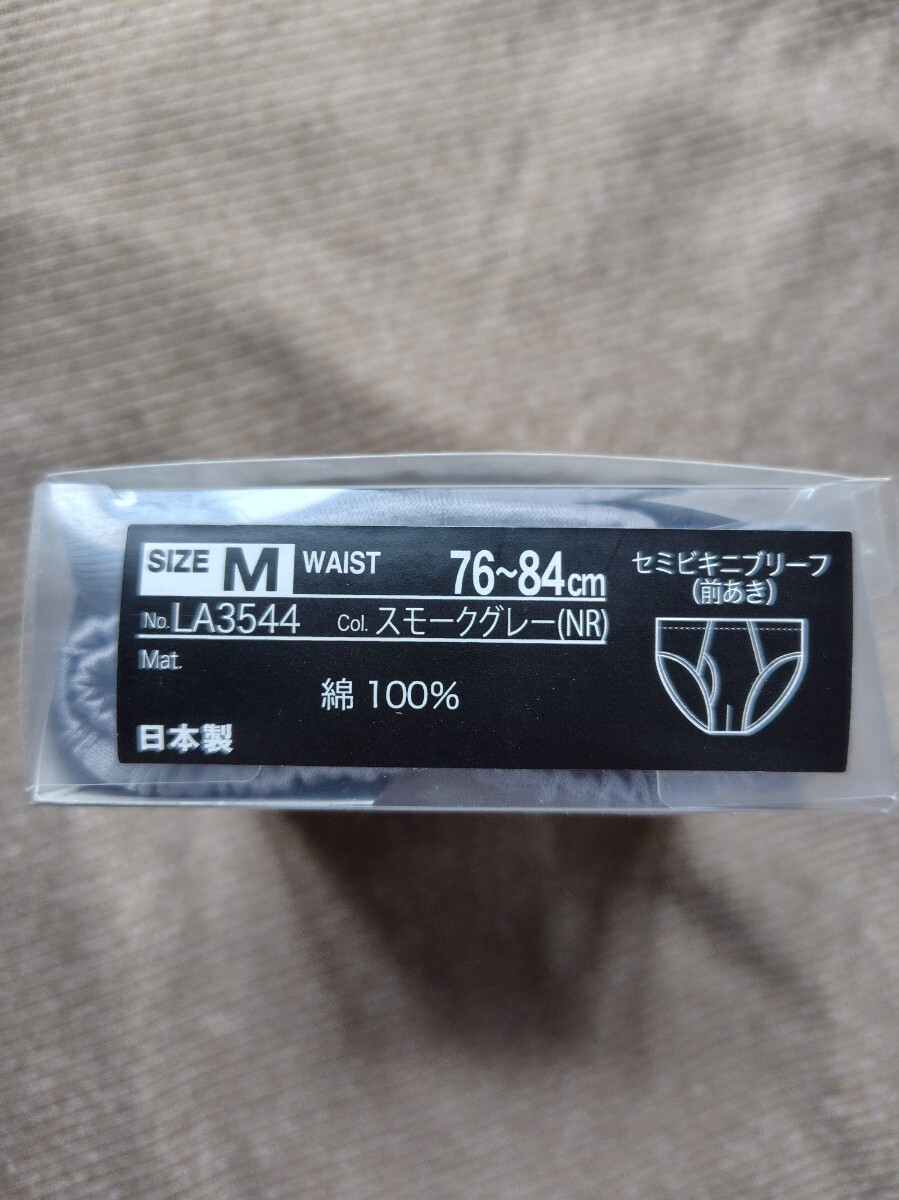 SIZE M WAIST 76~84cm
No. LA3544 Col. スモークグレー(NR)
Mat.
綿 100%
日本製
セミビキニブリーフ
(前あき)